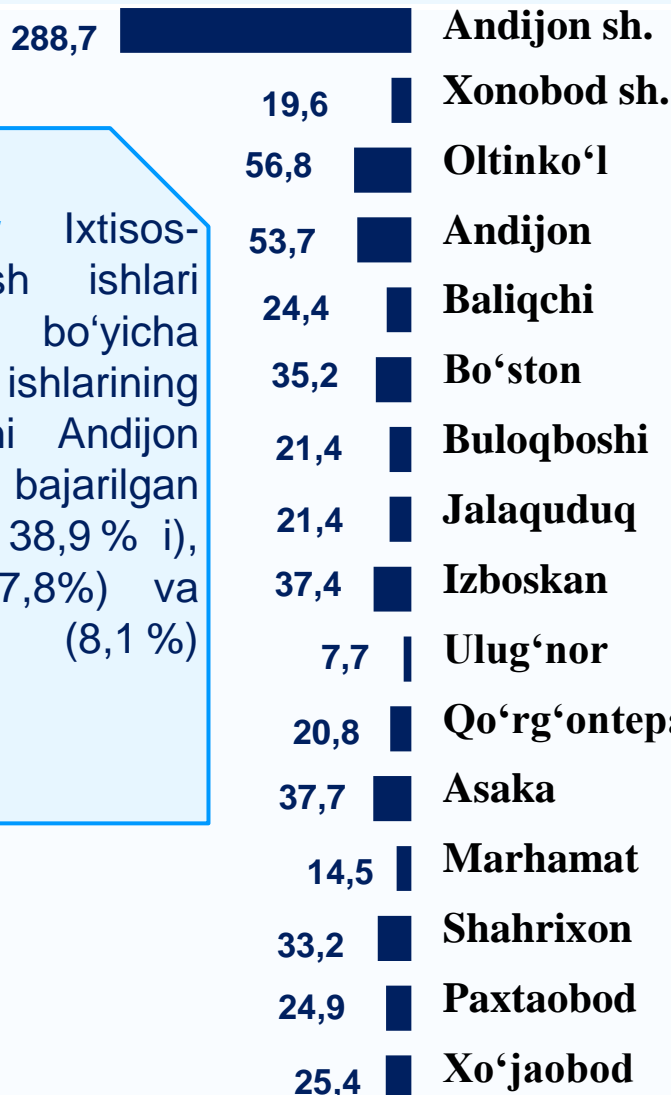 288,7 Andijon sh.
19,6 Xonobod sh.
56,8 Oltinko‘l
53,7 Andijon
24,4 Baliqchi
35,2 Bo‘ston
21,4 Buloqboshi
21,4 Jalaquduq
37,4 Izboskan
7,7 Ulug‘nor
20,8
37,7 Asaka
14,5 Marhamat
33,2 Shahrixon
24,9 Paxtaobod
25,4 Xo‘jaobod
Ixtisos-
ishlari
bo‘yicha
ishlarining
Andijon
bajarilgan
38,9 % i),
7,8%) va
(8,1 %)